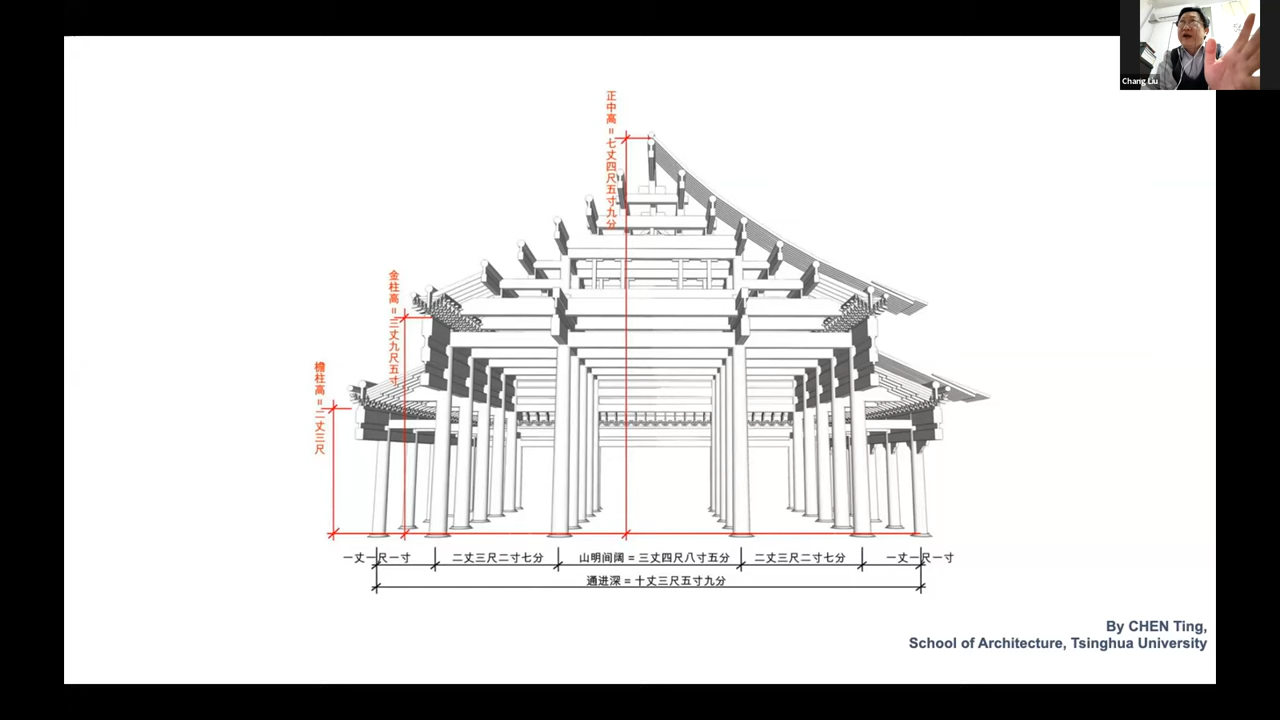 Chang Liu
正中高=七丈四尺五寸九分
金柱高=三丈九尺五寸
檐柱高=二丈三尺
一丈一尺一寸
二丈三尺二寸七分
山明间阔 = 三丈四尺八寸五分
二丈三尺二寸七分
一丈一尺一寸
通进深 = 十丈三尺五寸九分
By CHEN Ting,
School of Architecture, Tsinghua University